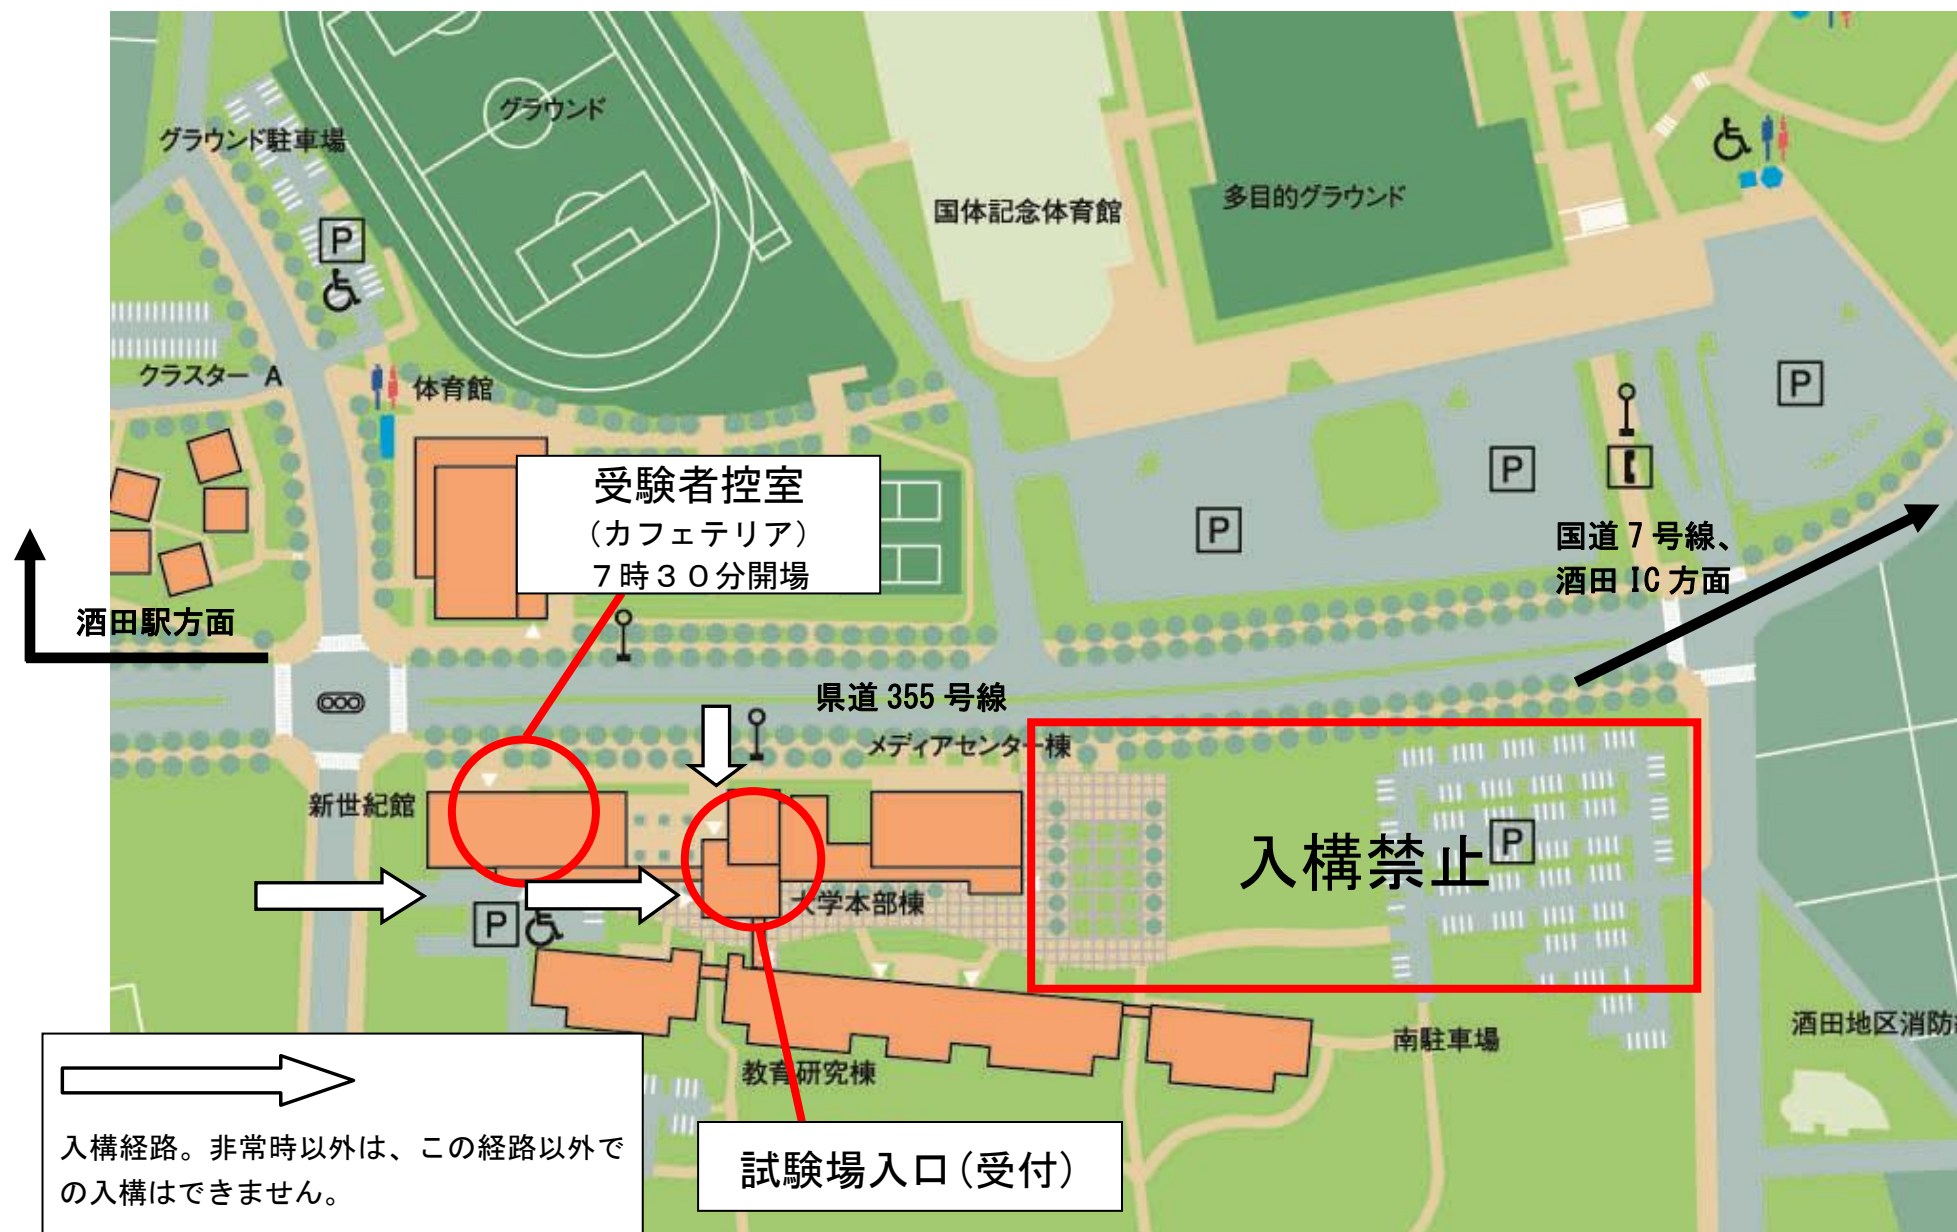 グラウンド
グラウンド駐車場
国体記念体育館
多目的グラウンド
P
P
クラスター A
体育館
P
P
受験者控室
(カフェテリア)
７時３０分開場
国道 7 号線、
酒田 IC 方面
酒田駅方面
県道 355 号線
メディアセンター棟
新世紀館
入構禁止
P
大学本部棟
P
酒田地区消防
南駐車場
教育研究棟
入構経路。非常時以外は、この経路以外で
の入構はできません。
試験場入口(受付)
P